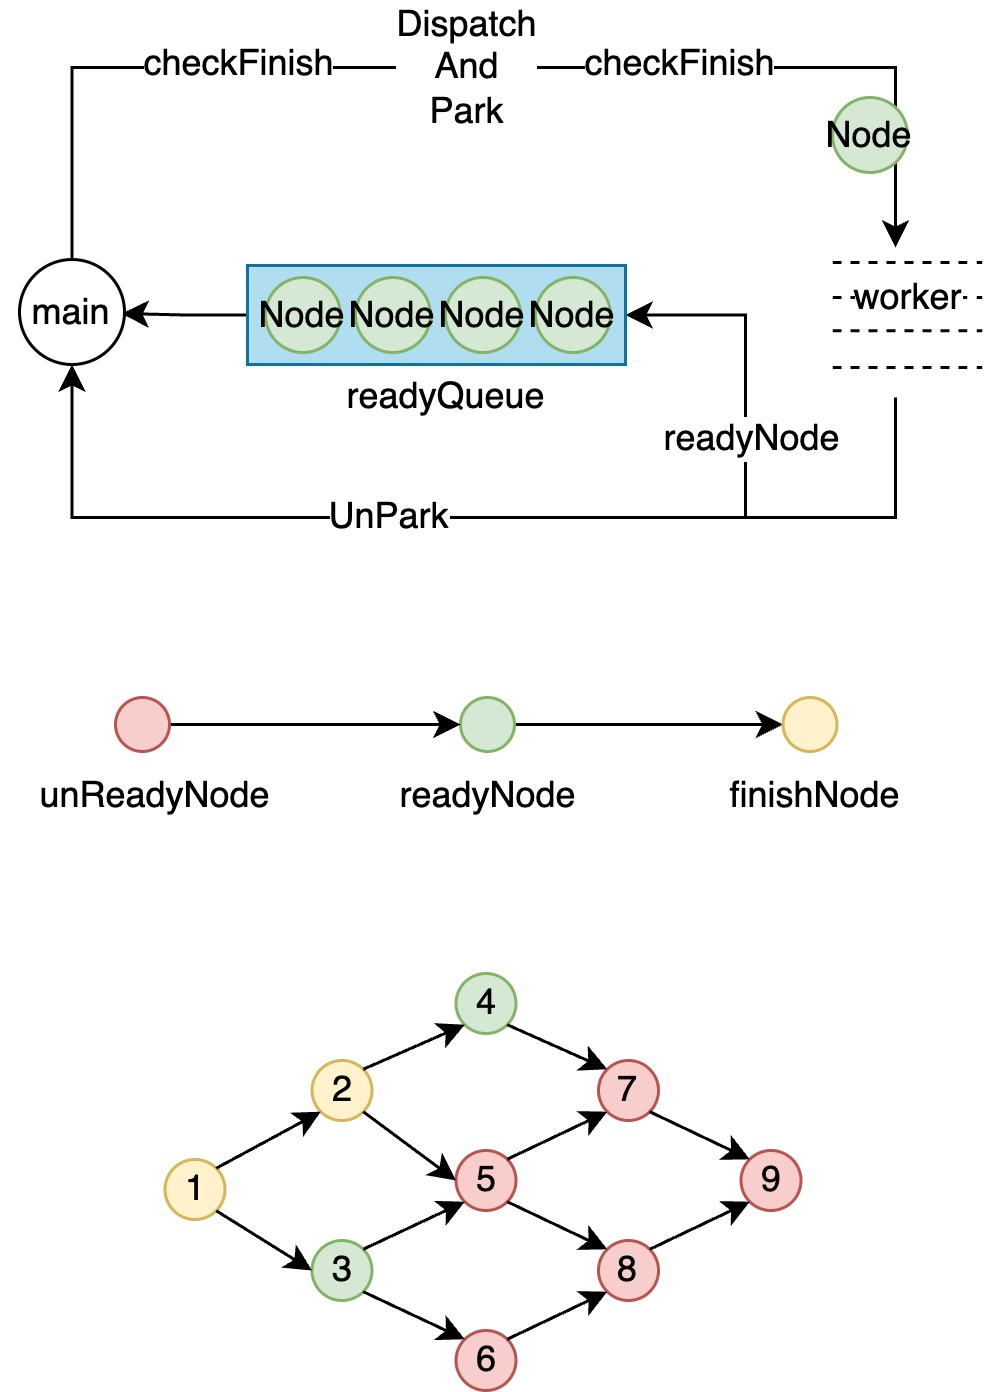 Dispatch
checkFinish And checkFinish
Park
Node
main Node Node Node Node worker
readyQueue
readyNode
UnPark
unReadyNode readyNode finishNode
4
2 7
1 5 9
3 8
6